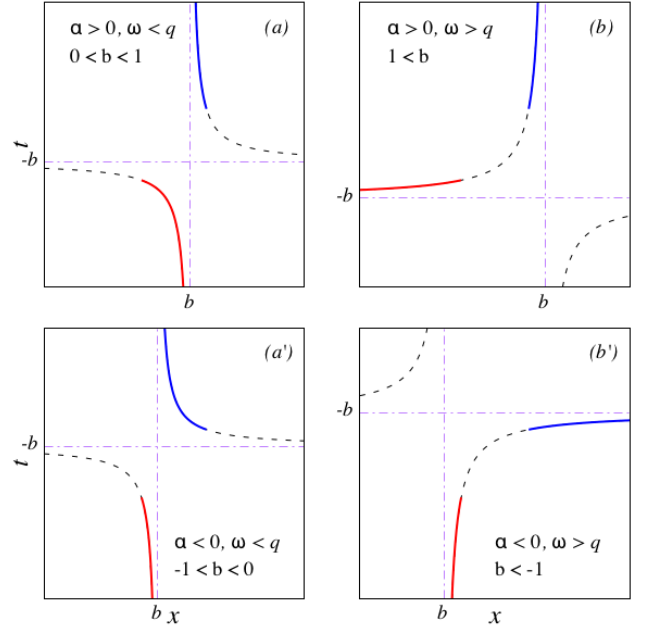 α > 0, ω < q
0 < b < 1
(a)
t
-b
b
α > 0, ω > q
1 < b
(b)
-b
b
(a')
t
-b
α < 0, ω < q
-1 < b < 0
b
x
(b')
-b
α < 0, ω > q
b < -1
b
x